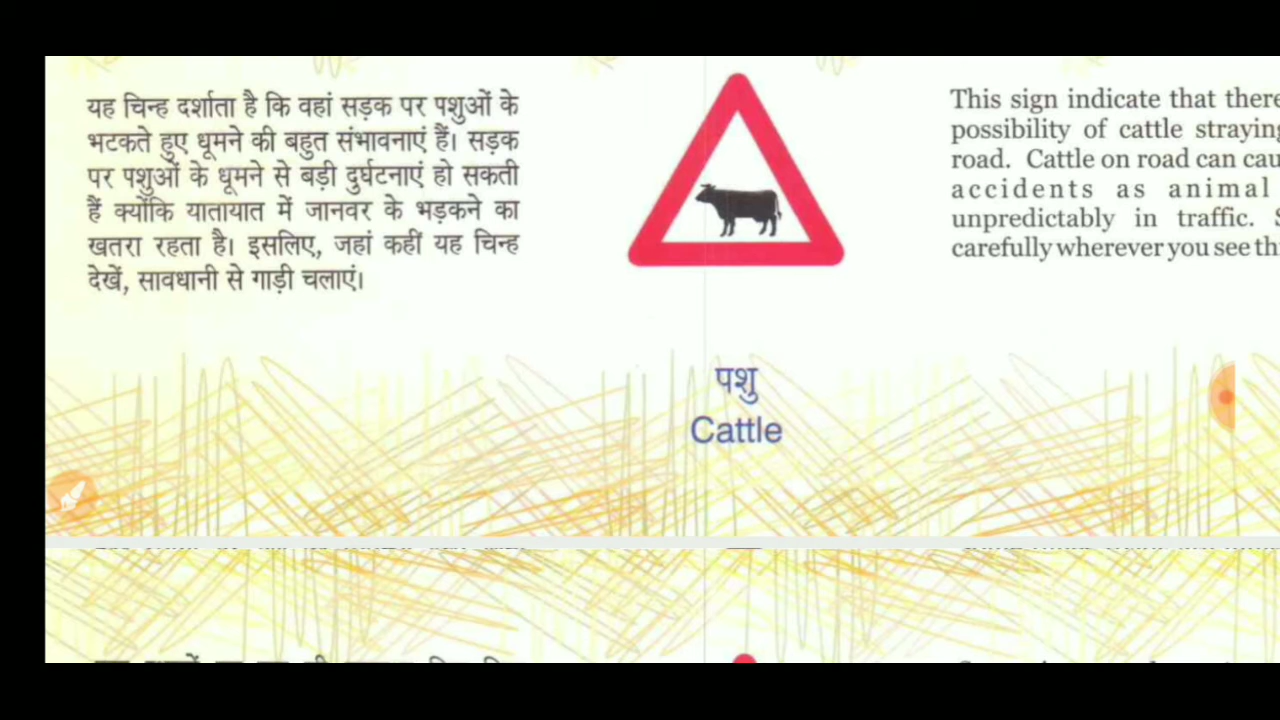 यह चिन्ह दर्शाता है कि वहां सड़क पर पशुओं के
भटकते हुए धूमने की बहुत संभावनाएं हैं। सड़क
पर पशुओं के धूमने से बड़ी दुर्घटनाएं हो सकती
हैं क्योंकि यातायात में जानवर के भड़कने का
खतरा रहता है। इसलिए, जहां कहीं यह चिन्ह
देखें, सावधानी से गाड़ी चलाएं।
पशु
Cattle
This sign indicate that there
possibility of cattle straying
road. Cattle on road can
accidents as animal
unpredictably in traffic.
carefully wherever you see